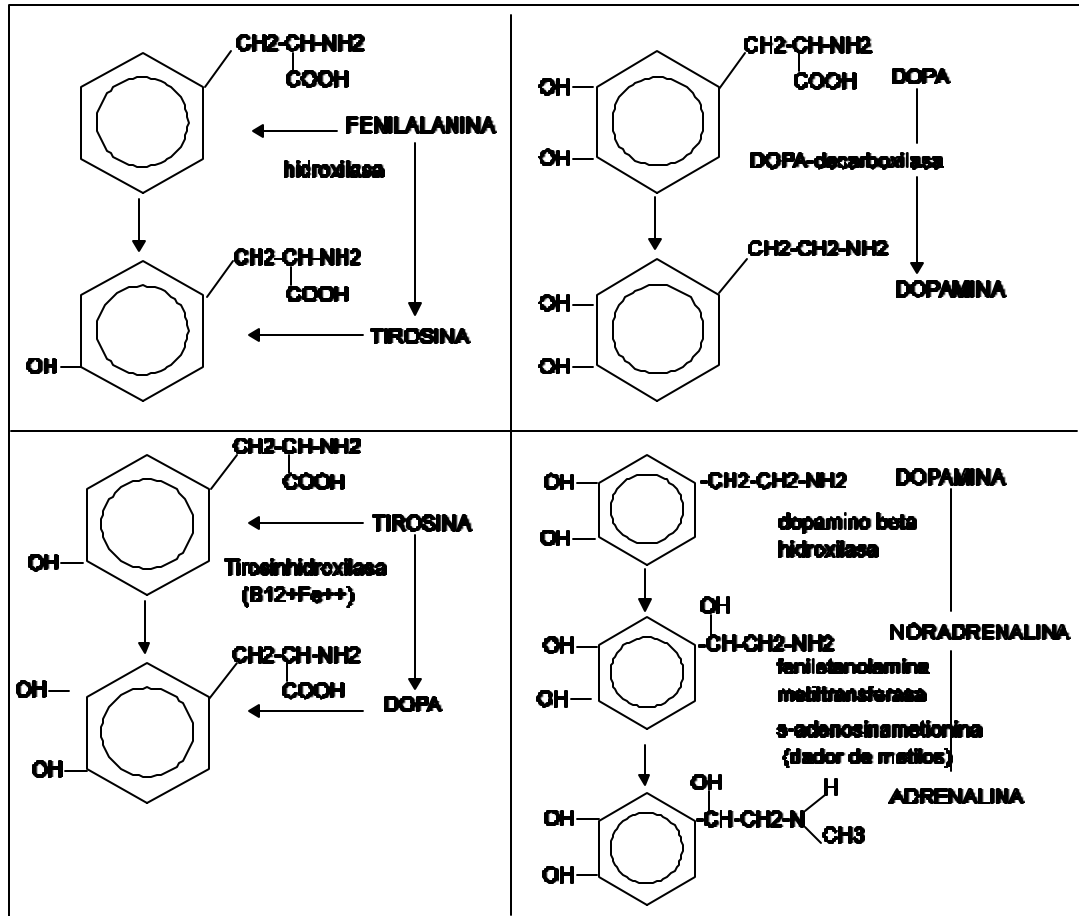 CH2-CH-NH2
COOH
FENILALANINA
hidroxilasa
CH2-CH-NH2
COOH
TIROSINA
OH
CH2-CH-NH2
COOH
DOPA
OH
OH
DOPA-decarboxilasa
CH2-CH2-NH2
DOPAMINA
OH
OH
CH2-CH-NH2
COOH
TIROSINA
OH
Tirosinhidroxilasa
(B12+Fe++)
CH2-CH-NH2
COOH
OH
DOPA
OH
OH
-CH2-CH2-NH2
DOPAMINA
OH
dopamino beta
hidroxilasa
OH
OH
-CH-CH2-NH2
NORADRENALINA
OH
feniletanolamina
metiltransferasa
s-adenosinametionina
(dador de metilos)
OH
H
ADRENALINA
OH
-CH-CH2-N
CH3
OH